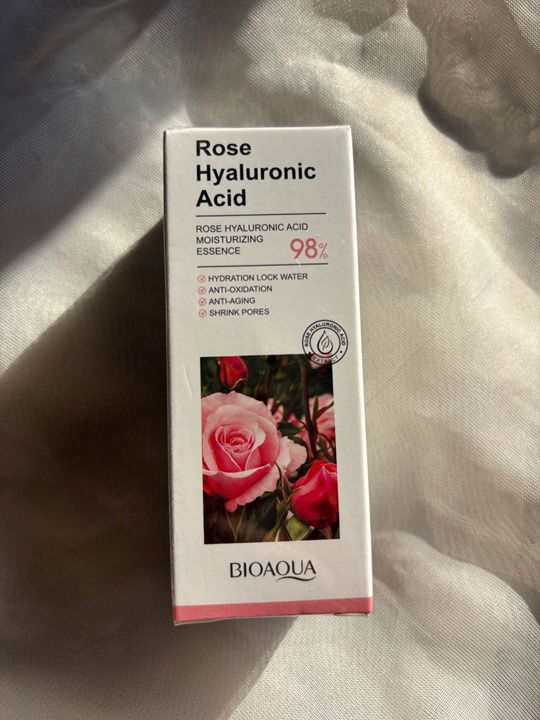 Rose
Hyaluronic
Acid
ROSE HYALURONIC ACID
MOISTURIZING
ESSENCE
98%
HYDRATION LOCK WATER
ANTI-OXIDATION
ANTI-AGING
SHRINK PORES
ROSE HYALURONIC ACID
BIOAQUA